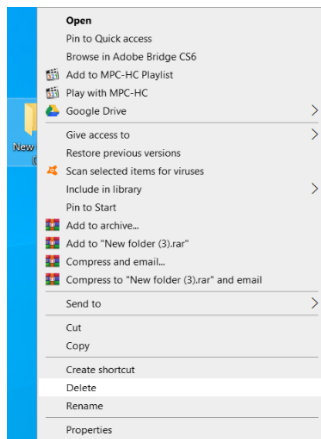 Open
Pin to Quick access
Browse in Adobe Bridge CS6
Add to MPC-HC Playlist
Play with MPC-HC
Google Drive
Give access to
New
Restore previous versions
Scan selected items for viruses
Include in library
Pin to Start
Add to archive...
Add to "New folder (3).rar"
Compress and email...
Compress to "New folder (3).rar" and email
Send to
Cut
Copy
Create shortcut
Delete
Rename
Properties